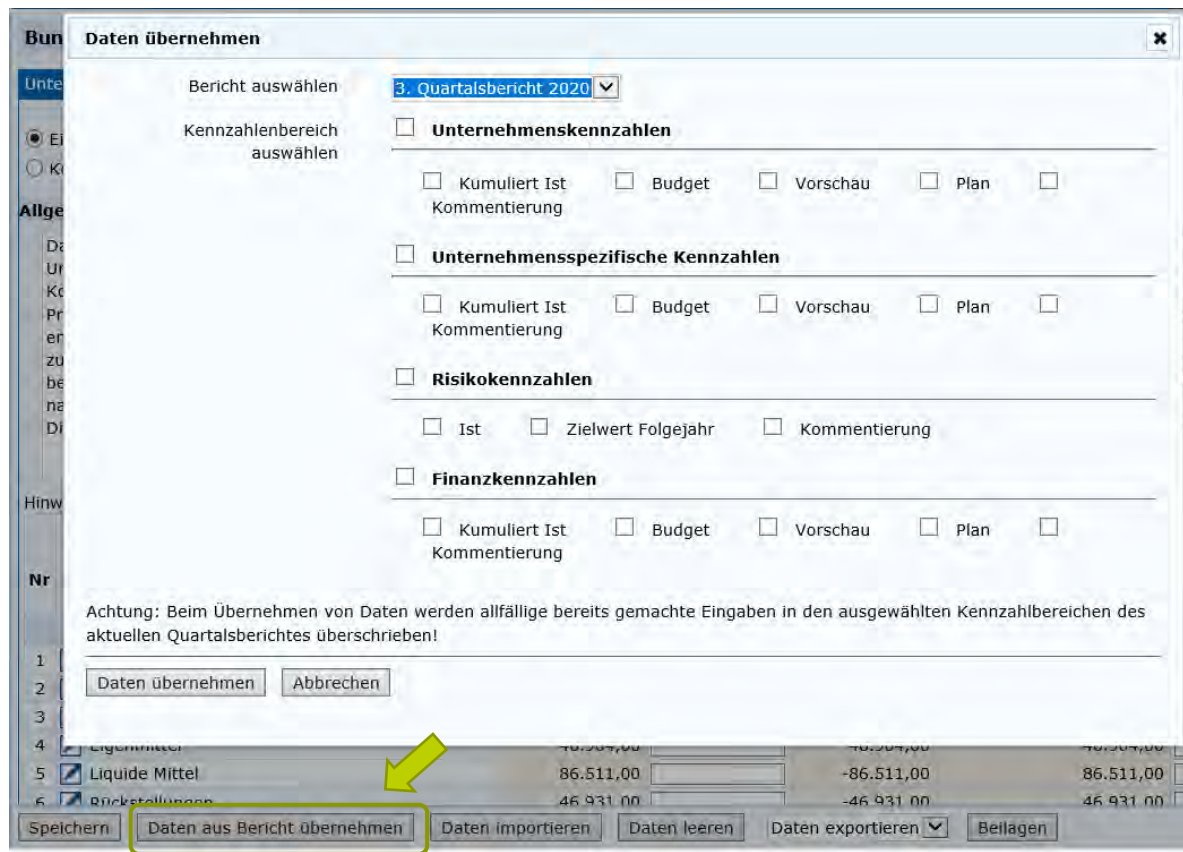 Bun
Daten übernehmen
Unte
Bericht auswählen
3. Quartalsbericht 2020
Kennzahlenbereich
auswählen
Unternehmenskennzahlen
Kumuliert Ist Budget Vorschau Plan
Kommentierung
Unternehmensspezifische Kennzahlen
Kumuliert Ist Budget Vorschau Plan
Kommentierung
Risikokennzahlen
Ist Zielwert Folgejahr Kommentierung
Finanzkennzahlen
Kumuliert Ist Budget Vorschau Plan
Kommentierung
Allge
Hinw
Nr
Achtung: Beim Übernehmen von Daten werden allfällige bereits gemachte Eingaben in den ausgewählten Kennzahlbereichen des
aktuellen Quartalsberichtes überschrieben!
Daten übernehmen Abbrechen
1
2
3
4 Eigenmittel
5 Liquide Mittel 86.511,00 -86.511,00 86.511,00
6 Rückstellungen 46.931,00 -46.931,00 46.931,00
Speichern Daten aus Bericht übernehmen Daten importieren Daten leeren Daten exportieren Beilagen